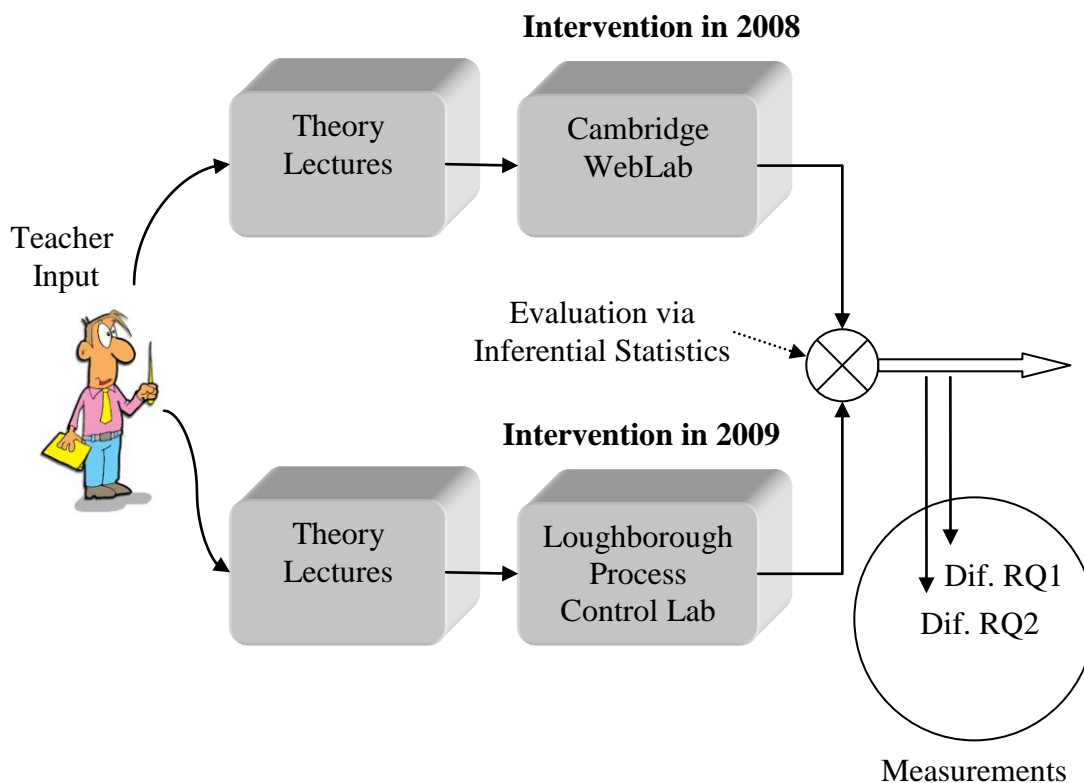 Intervention in 2008
Theory
Lectures
Cambridge
WebLab
Teacher
Input
Evaluation via
Inferential Statistics
Intervention in 2009
Theory
Lectures
Loughborough
Process
Control Lab
Dif. RQ1
Dif. RQ2
Measurements